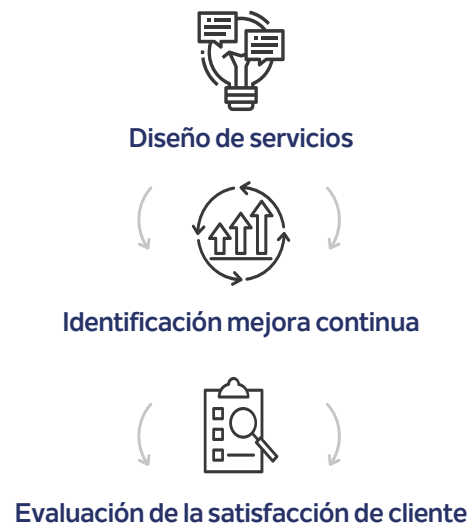 Diseño de servicios
Identificación mejora continua
Evaluación de la satisfacción de cliente